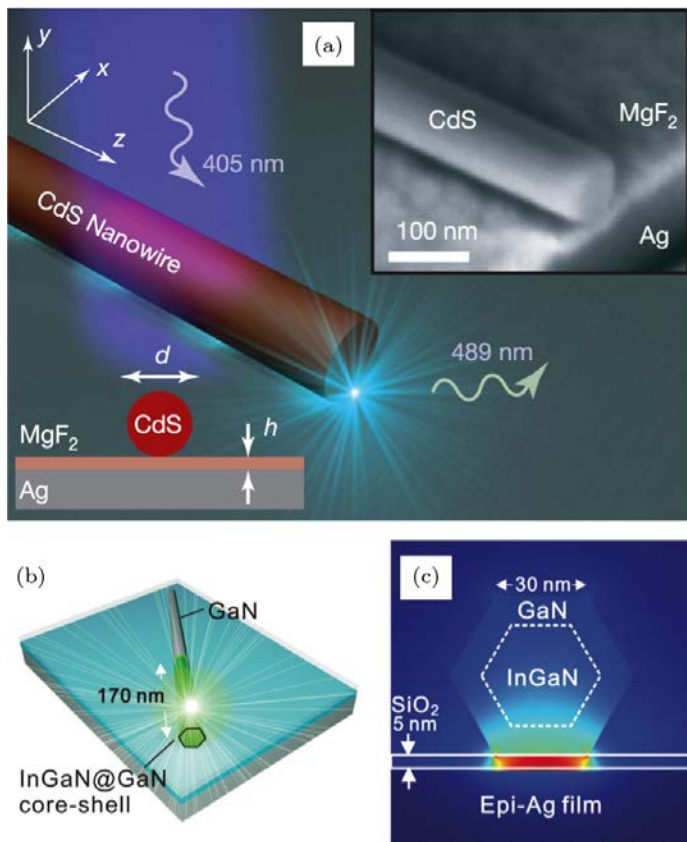 (a)
y
x
z
405 nm
CdS
MgF₂
Ag
100 nm
CdS Nanowire
489 nm
d
CdS
MgF₂
h
Ag
(b)
GaN
170 nm
InGaN@GaN
core-shell
(c)
30 nm
GaN
InGaN
SiO₂
5 nm
Epi-Ag film